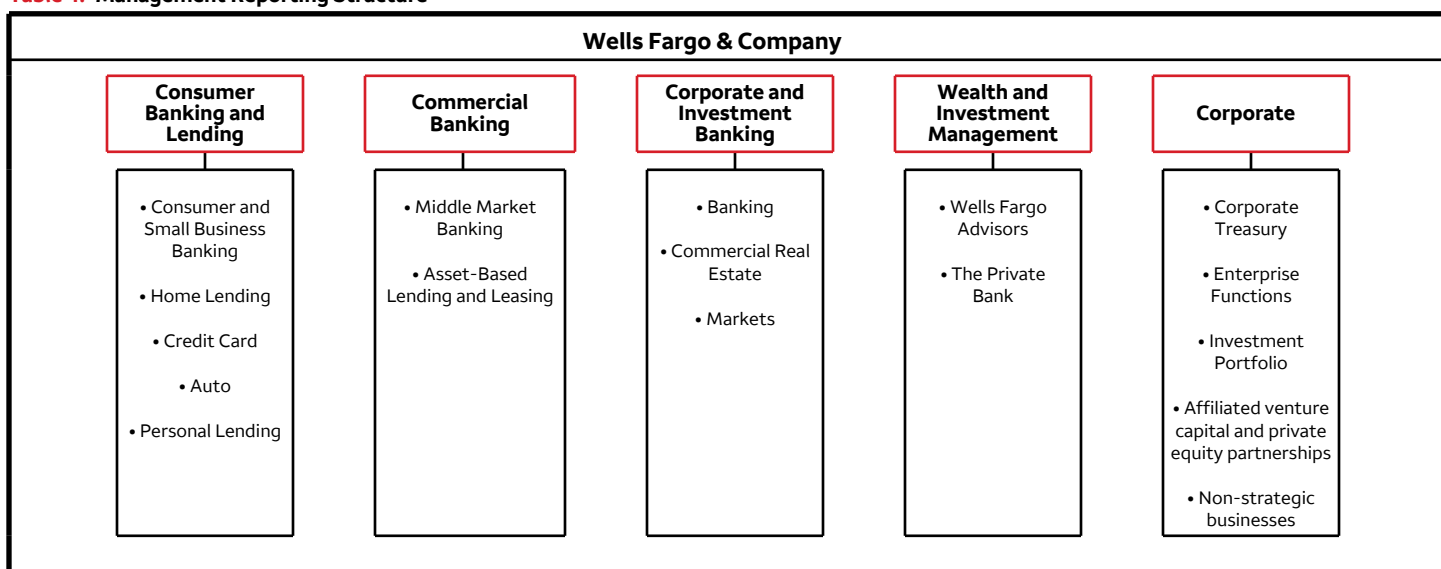 Management Reporting Structure
Wells Fargo & Company
Consumer
Banking and
Lending
• Consumer and
Small Business
Banking
• Home Lending
• Credit Card
• Auto
• Personal Lending
Commercial
Banking
• Middle Market
Banking
• Asset-Based
Lending and Leasing
Corporate and
Investment
Banking
• Banking
• Commercial Real
Estate
• Markets
Wealth and
Investment
Management
• Wells Fargo
Advisors
• The Private
Bank
Corporate
• Corporate
Treasury
• Enterprise
Functions
• Investment
Portfolio
• Affiliated venture
capital and private
equity partnerships
• Non-strategic
businesses